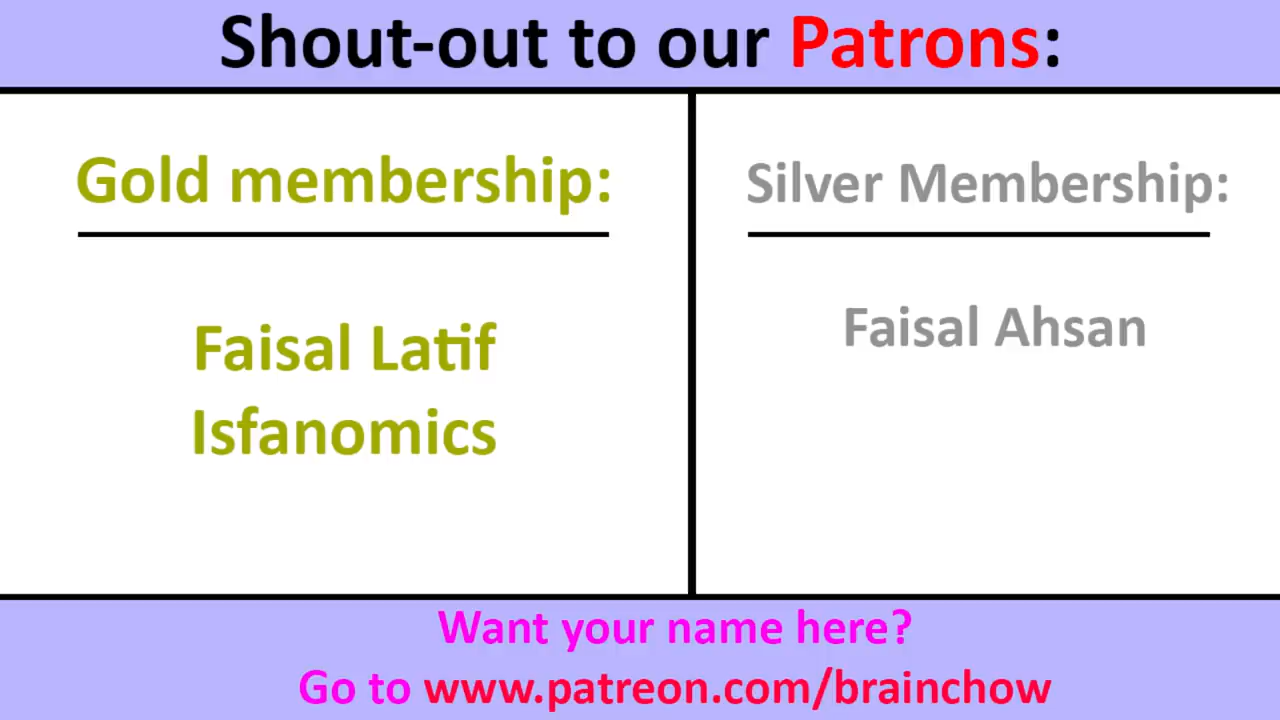 Shout-out to our Patrons:
Gold membership:
Faisal Latif
Isfanomics
Silver Membership:
Faisal Ahsan
Want your name here?
Go to www.patreon.com/brainchow